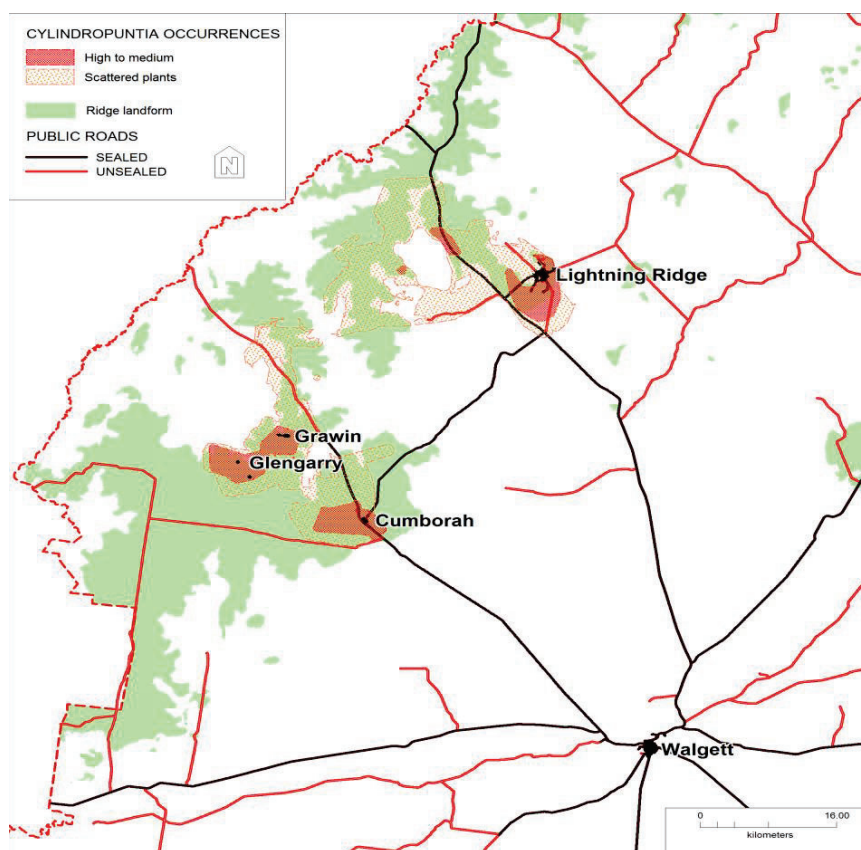 CYLINDROPUNTIA OCCURRENCES
High to medium
Scattered plants
Ridge landform
PUBLIC ROADS
SEALED
UNSEALED
N
Lightning Ridge
Grawin
Glengarry
Cumborah
Walgett
0 16.00
kilometers